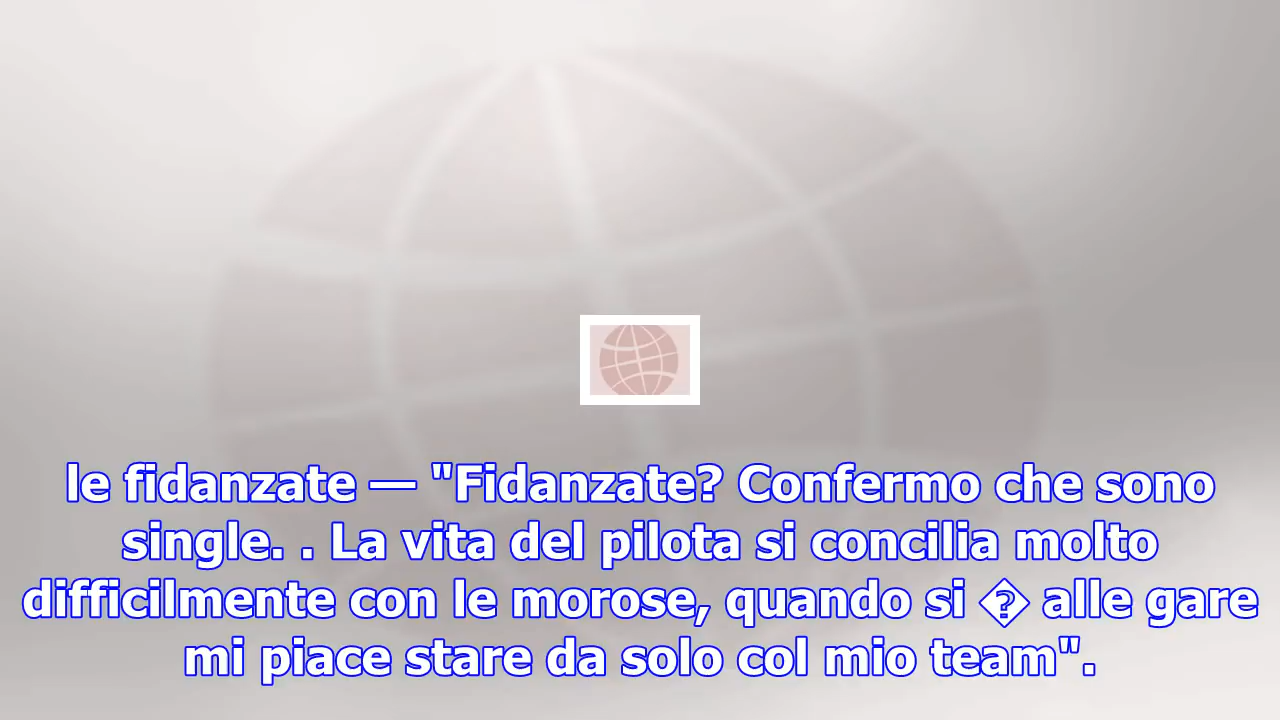 le fidanzate — "Fidanzate? Confermo che sono
single. . La vita del pilota si concilia molto
difficilmente con le morose, quando si � alle gare
mi piace stare da solo col mio team".